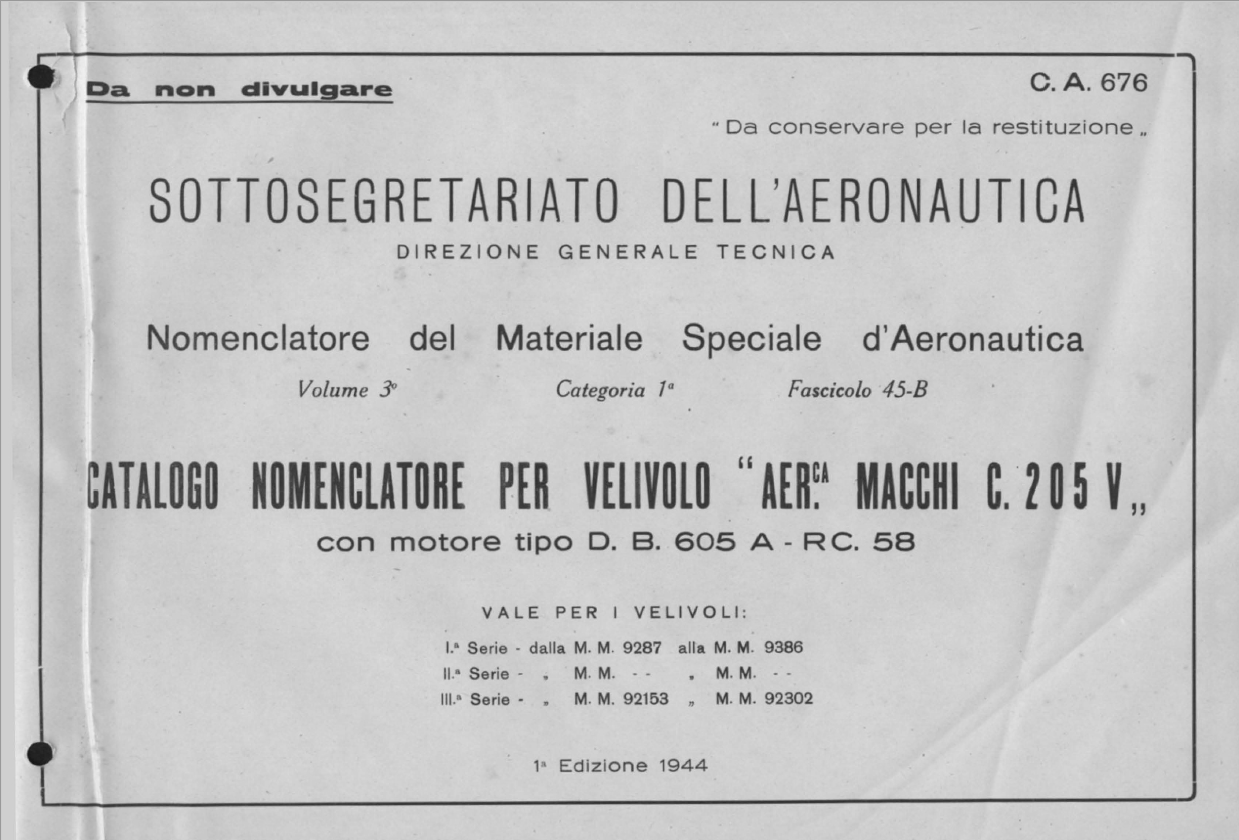 Da non divulgare
C. A. 676
“ Da conservare per la restituzione „
SOTTOSEGRETARIATO DELL'AERONAUTICA
DIREZIONE GENERALE TECNICA
Nomenclatore del Materiale Speciale d'Aeronautica
Volume 3º Categoria 1ª Fascicolo 45-B
CATALOGO NOMENCLATORE PER VELIVOLO “ AER.CA MACCHI C. 205 V „
con motore tipo D. B. 605 A - RC. 58
VALE PER I VELIVOLI:
I.ª Serie - dalla M. M. 9287 alla M. M. 9386
II.ª Serie - „ M. M. - - „ M. M. - -
III.ª Serie - „ M. M. 92153 „ M. M. 92302
1ª Edizione 1944